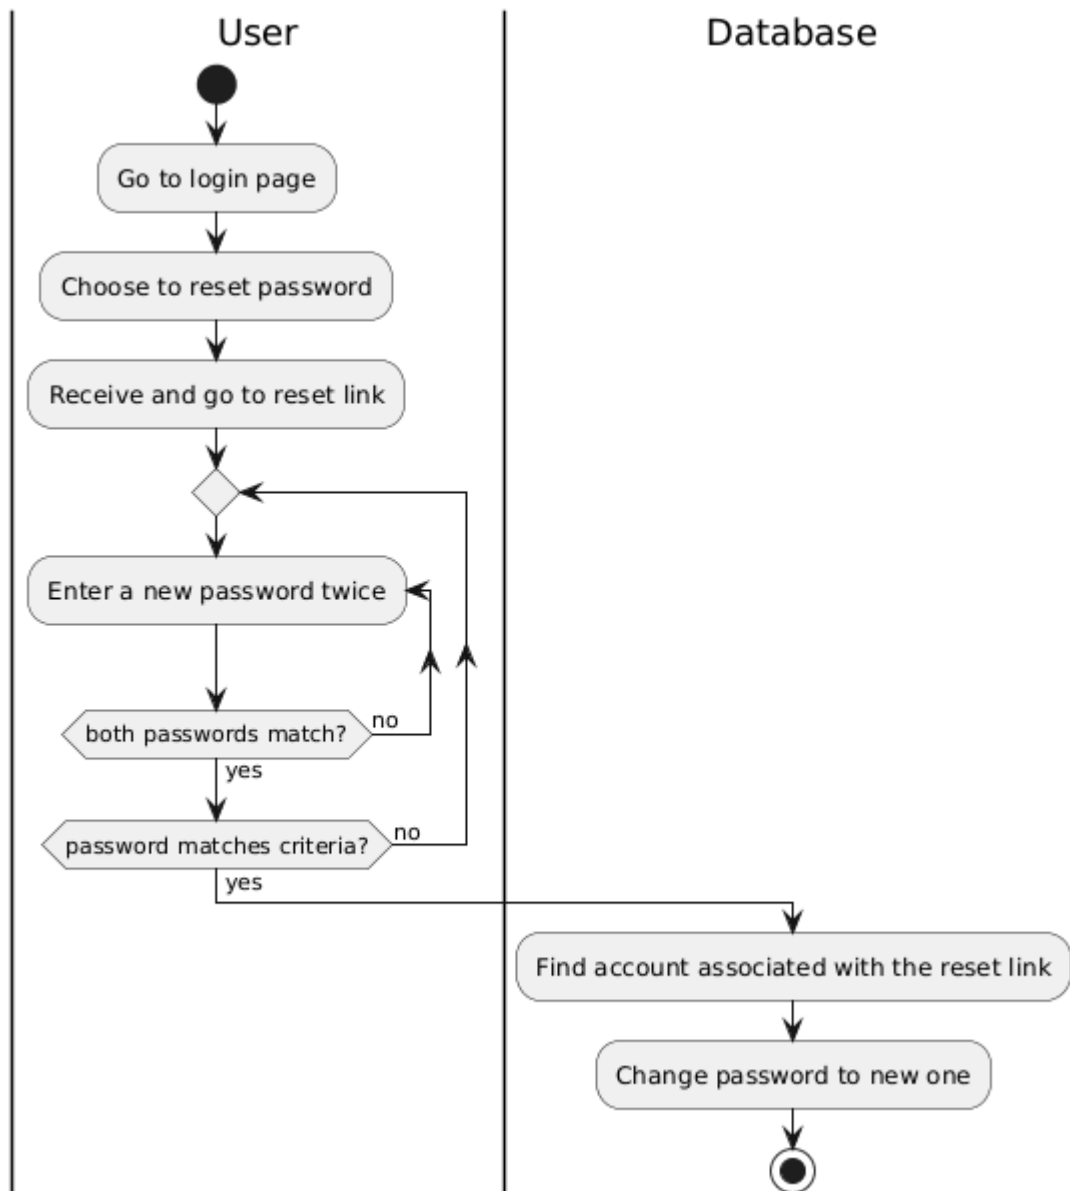 User
Database
Go to login page
Choose to reset password
Receive and go to reset link
Enter a new password twice
both passwords match?
no
yes
password matches criteria?
no
yes
Find account associated with the reset link
Change password to new one